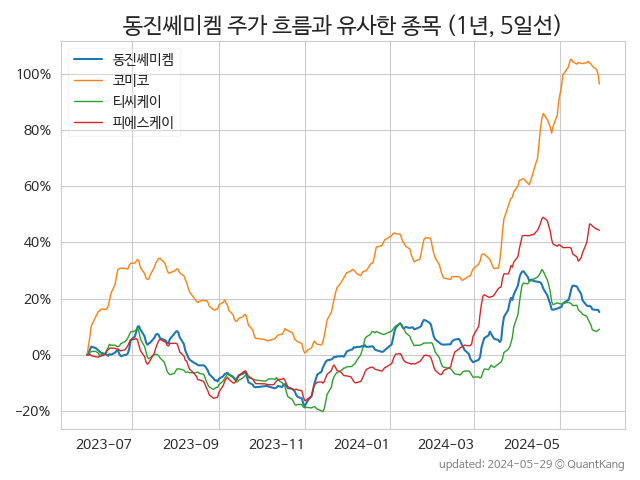 동진쎄미켐 주가 흐름과 유사한 종목 (1년, 5일선)
동진쎄미켐
코미코
티씨케이
피에스케이
100%
80%
60%
40%
20%
0%
−20%
2023-07
2023-09
2023-11
2024-01
2024-03
2024-05
updated: 2024-05-29 © QuantKang